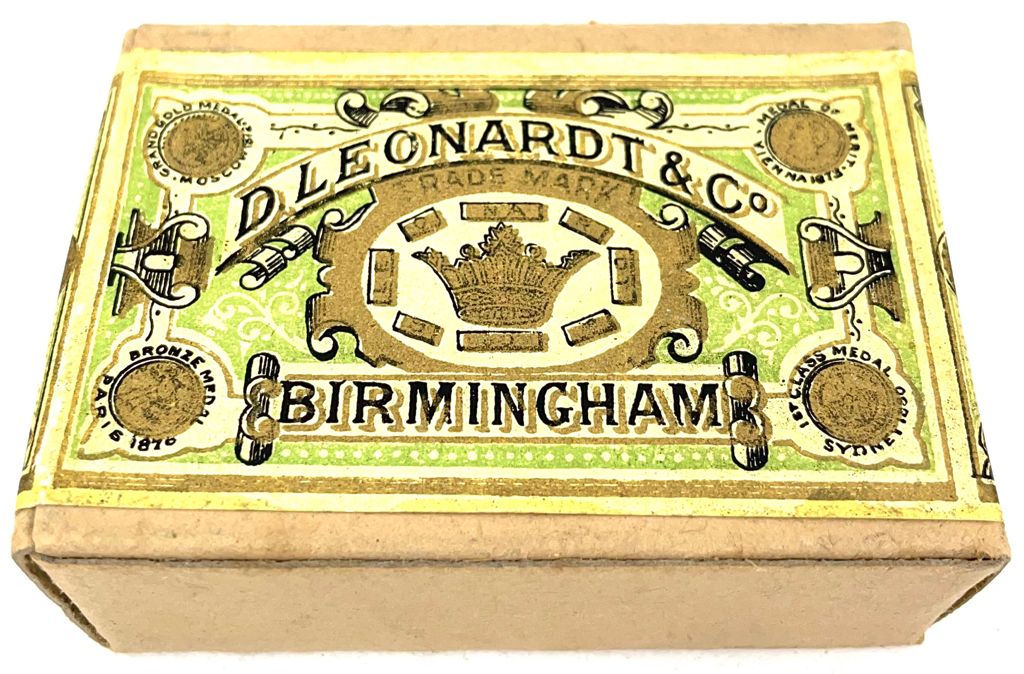 GRAND GOLD MEDAL
MOSCOW
MEDAL OF MERIT
VIENNA
D. LEONARDT & Co
TRADE MARK
BRONZE MEDAL
PARIS 1878
1ST CLASS MEDAL
SYDNEY
BIRMINGHAM